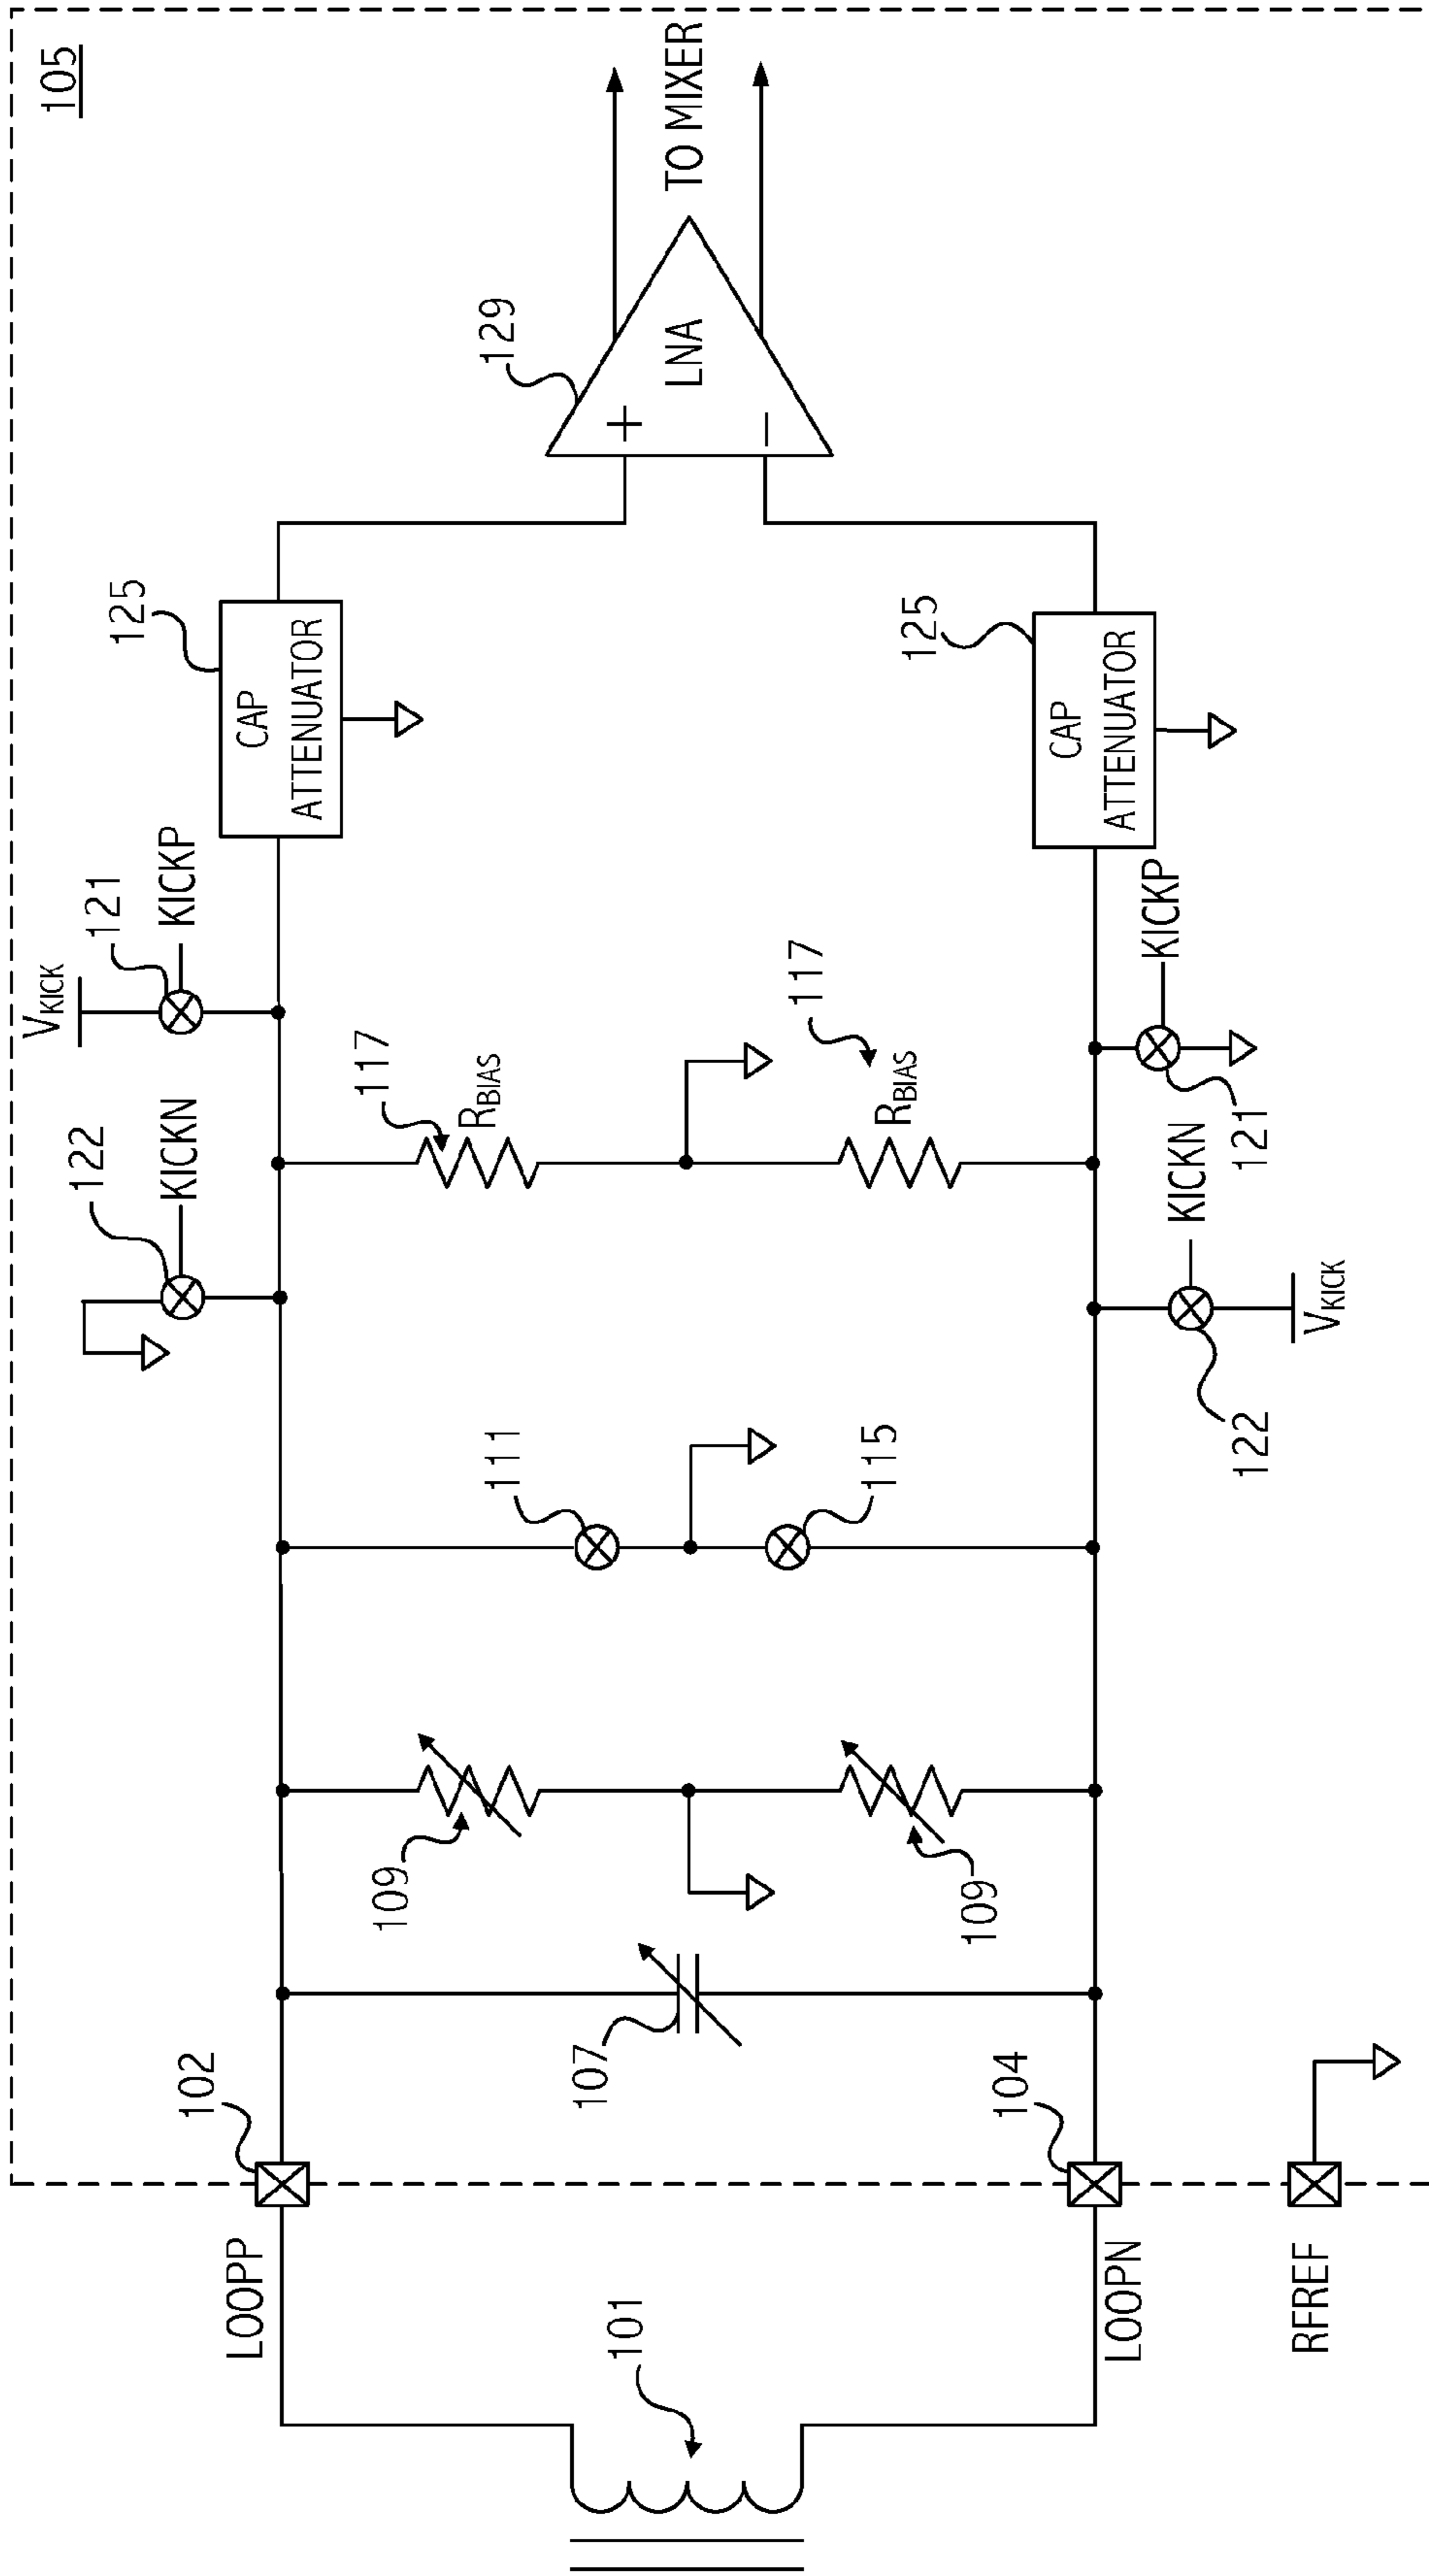 105
122
KICKN
VKICK
121
KICKP
125
CAP
ATTENUATOR
102
LOOPP
109
111
117
RBIAS
129
+
LNA
−
TO MIXER
101
107
109
115
117
RBIAS
125
CAP
ATTENUATOR
104
LOOPN
KICKN
122
VKICK
KICKP
121
RFREF